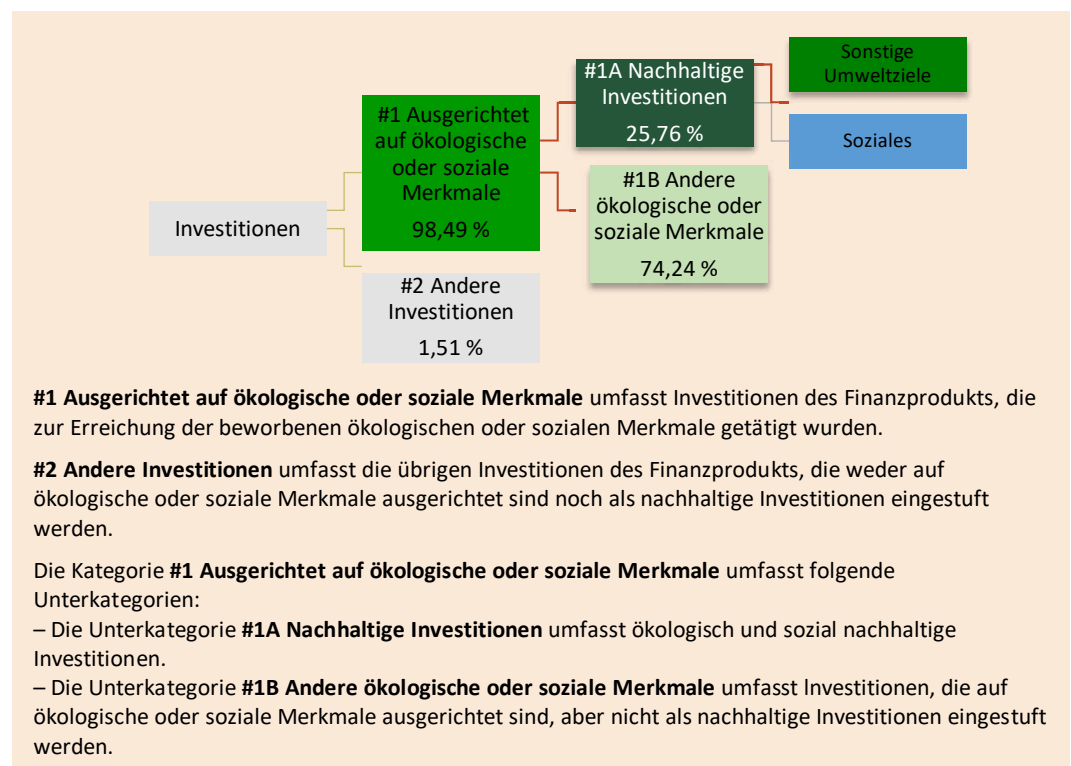 Sonstige
Umweltziele
#1A Nachhaltige
Investitionen
25,76 %
#1 Ausgerichtet
auf ökologische
oder soziale
Merkmale
98,49 %
Soziales
#1B Andere
ökologische oder
soziale Merkmale
74,24 %
Investitionen
#2 Andere
Investitionen
1,51 %
#1 Ausgerichtet auf ökologische oder soziale Merkmale umfasst Investitionen des Finanzprodukts, die
zur Erreichung der beworbenen ökologischen oder sozialen Merkmale getätigt wurden.
#2 Andere Investitionen umfasst die übrigen Investitionen des Finanzprodukts, die weder auf
ökologische oder soziale Merkmale ausgerichtet sind noch als nachhaltige Investitionen eingestuft
werden.
Die Kategorie #1 Ausgerichtet auf ökologische oder soziale Merkmale umfasst folgende
Unterkategorien:
– Die Unterkategorie #1A Nachhaltige Investitionen umfasst ökologisch und sozial nachhaltige
Investitionen.
– Die Unterkategorie #1B Andere ökologische oder soziale Merkmale umfasst Investitionen, die auf
ökologische oder soziale Merkmale ausgerichtet sind, aber nicht als nachhaltige Investitionen eingestuft
werden.